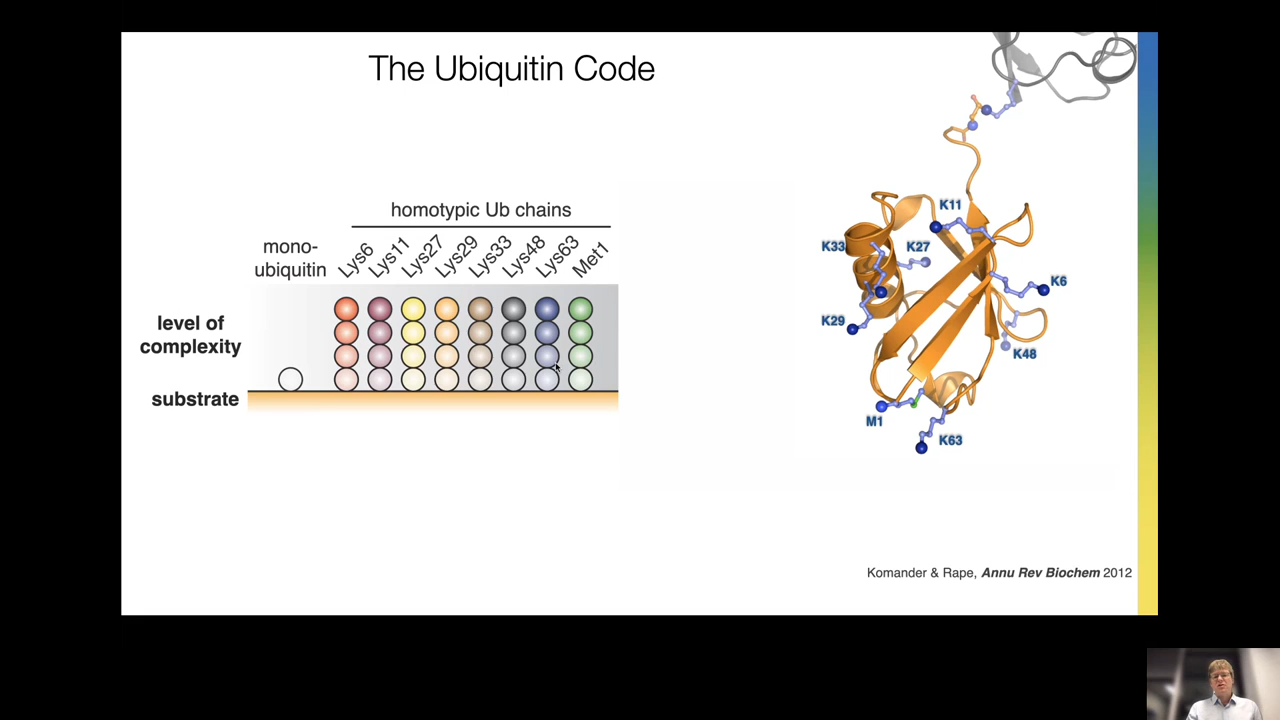 The Ubiquitin Code
homotypic Ub chains
mono-
ubiquitin
Lys6
Lys11
Lys27
Lys29
Lys33
Lys48
Lys63
Met1
level of
complexity
substrate
K11
K33
K27
K6
K29
K48
M1
K63
Komander & Rape, Annu Rev Biochem 2012